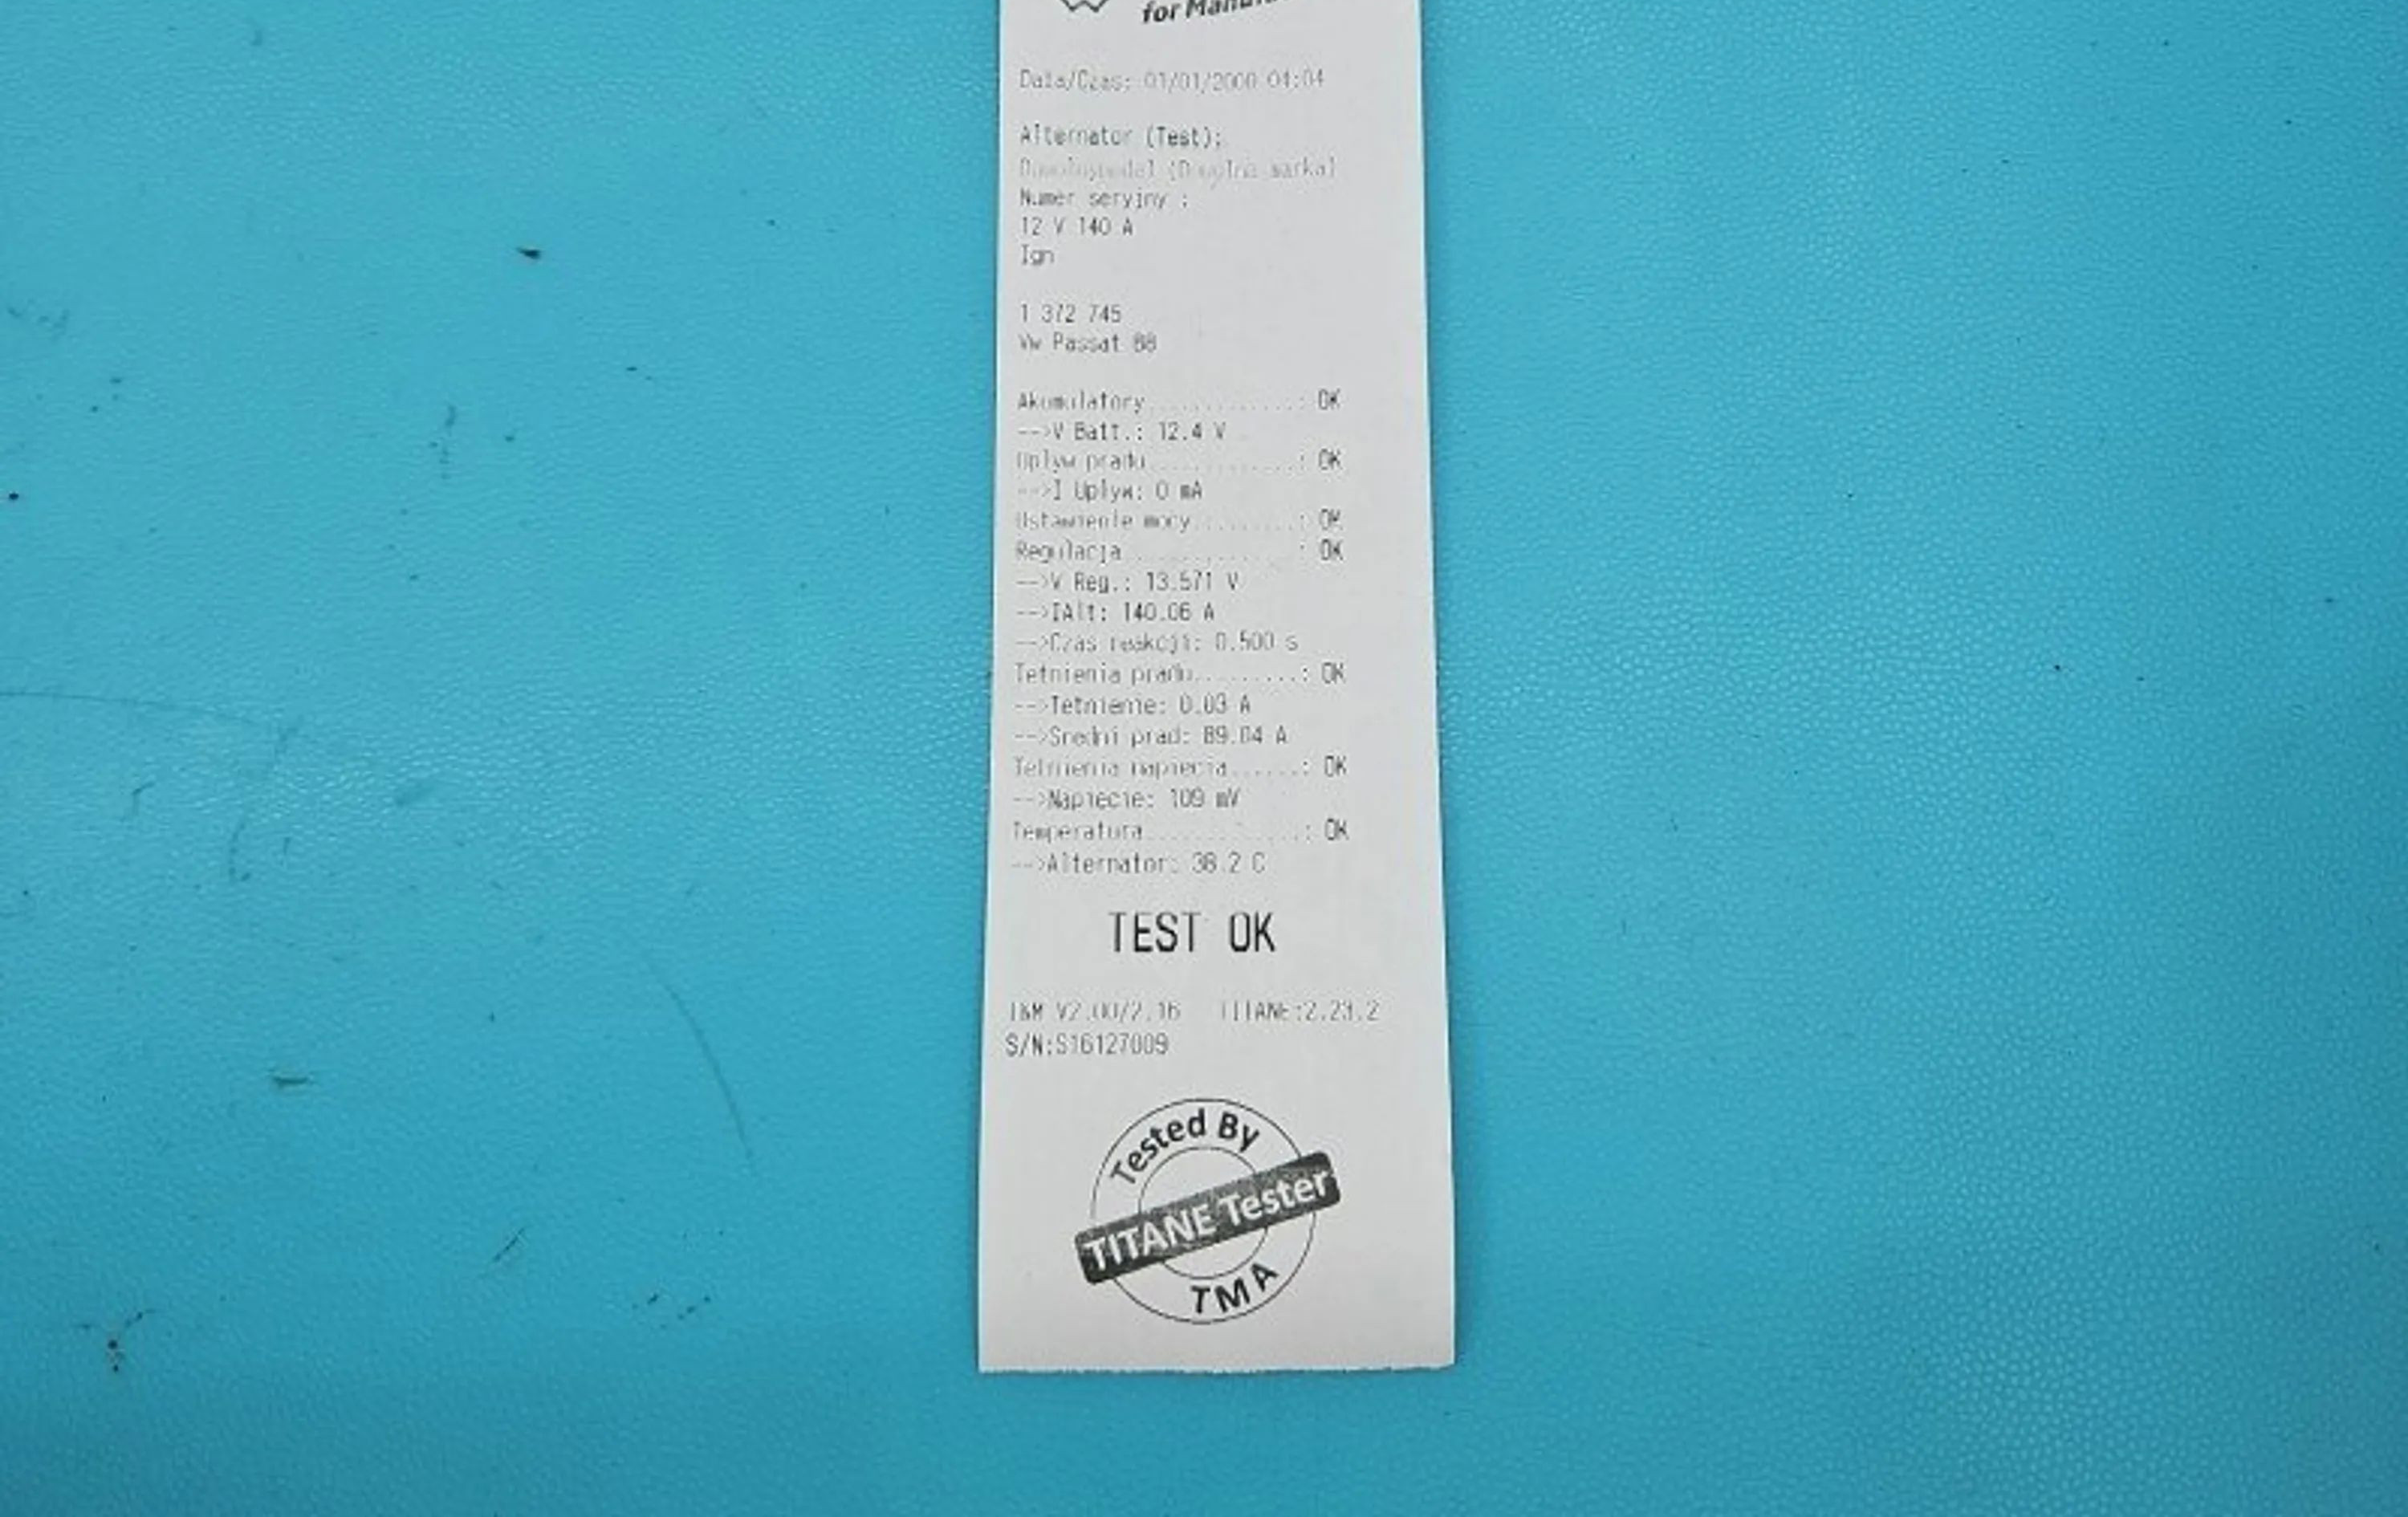 for
Data/Czas: 01/01/2000 04:04
Alternator (Test):
marka)
Numer seryjny :
12 V 140 A
Ign
1 372 745
Vw Passat B8
Akumulatory..............: OK
-->V Batt.: 12.4 V
Uplyw pradu.............: OK
-->I Uplyw: 0 mA
Ustawienie mocy.........: OK
Regulacja...............: OK
-->V Reg.: 13.571 V
-->IAlt: 140.06 A
-->Czas reakcji: 0.500 s
Tetnienia pradu.........: OK
-->Tetnienie: 0.03 A
-->Sredni prad: 89.04 A
Tetnienia napiecia......: OK
-->Napiecie: 109 mV
Temperatura.............: OK
-->Alternator: 38.2 C
TEST OK
I&M V2.00/2.16 TITANE:2.23.2
S/N:S16127009
Tested By
TITANE Tester
TMA